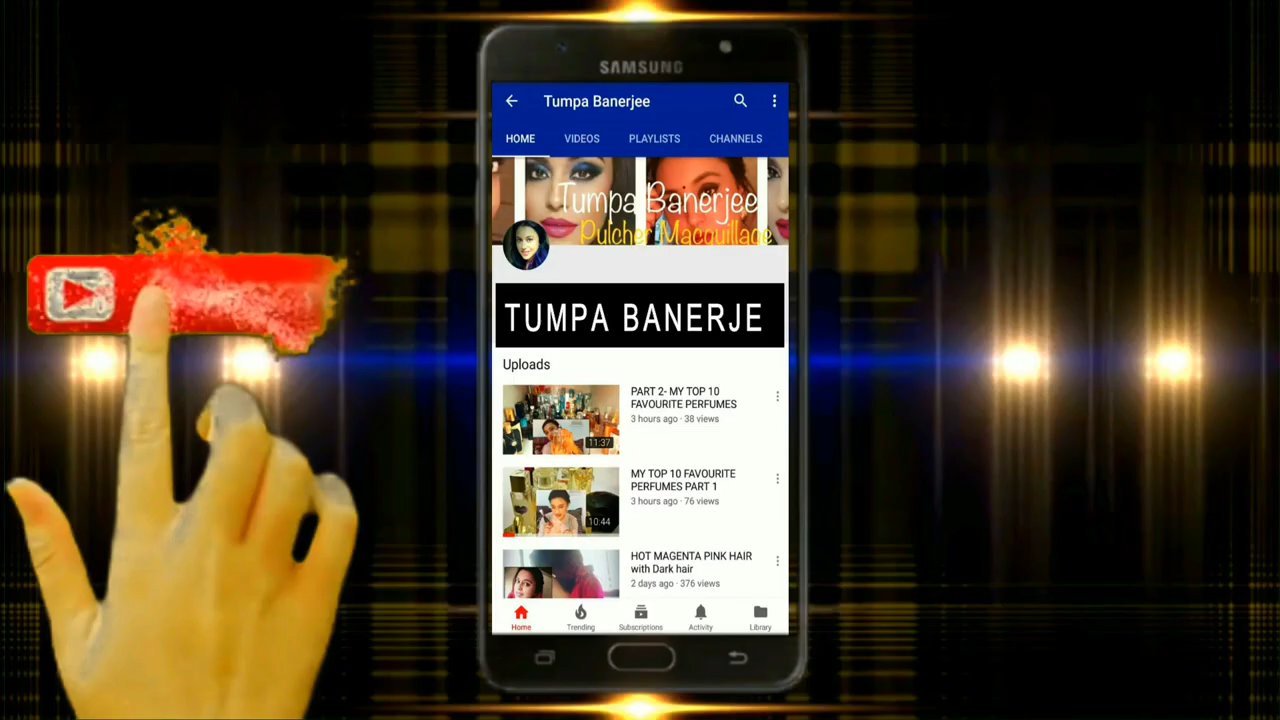 SAMSUNG
Tumpa Banerjee
HOME VIDEOS PLAYLISTS CHANNELS
Tumpa Banerjee
Pulcher Macquillage
TUMPA BANERJE
Uploads
PART 2- MY TOP 10
FAVOURITE PERFUMES
3 hours ago · 38 views
11:37
MY TOP 10 FAVOURITE
PERFUMES PART 1
3 hours ago · 76 views
10:44
HOT MAGENTA PINK HAIR
with Dark hair
2 days ago · 376 views
Home Trending Subscriptions Activity Library